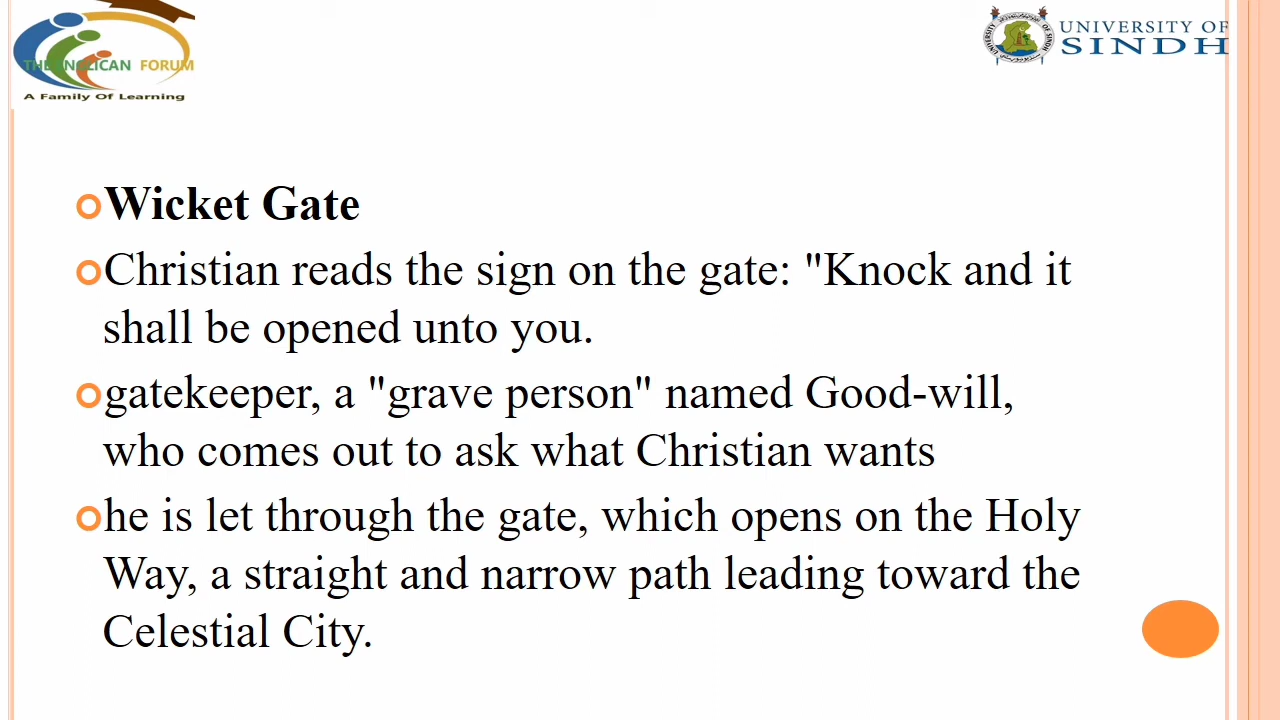 THE ANGLICAN FORUM
A Family Of Learning
UNIVERSITY OF
SINDH
Wicket Gate
Christian reads the sign on the gate: "Knock and it
shall be opened unto you.
gatekeeper, a "grave person" named Good-will,
who comes out to ask what Christian wants
he is let through the gate, which opens on the Holy
Way, a straight and narrow path leading toward the
Celestial City.